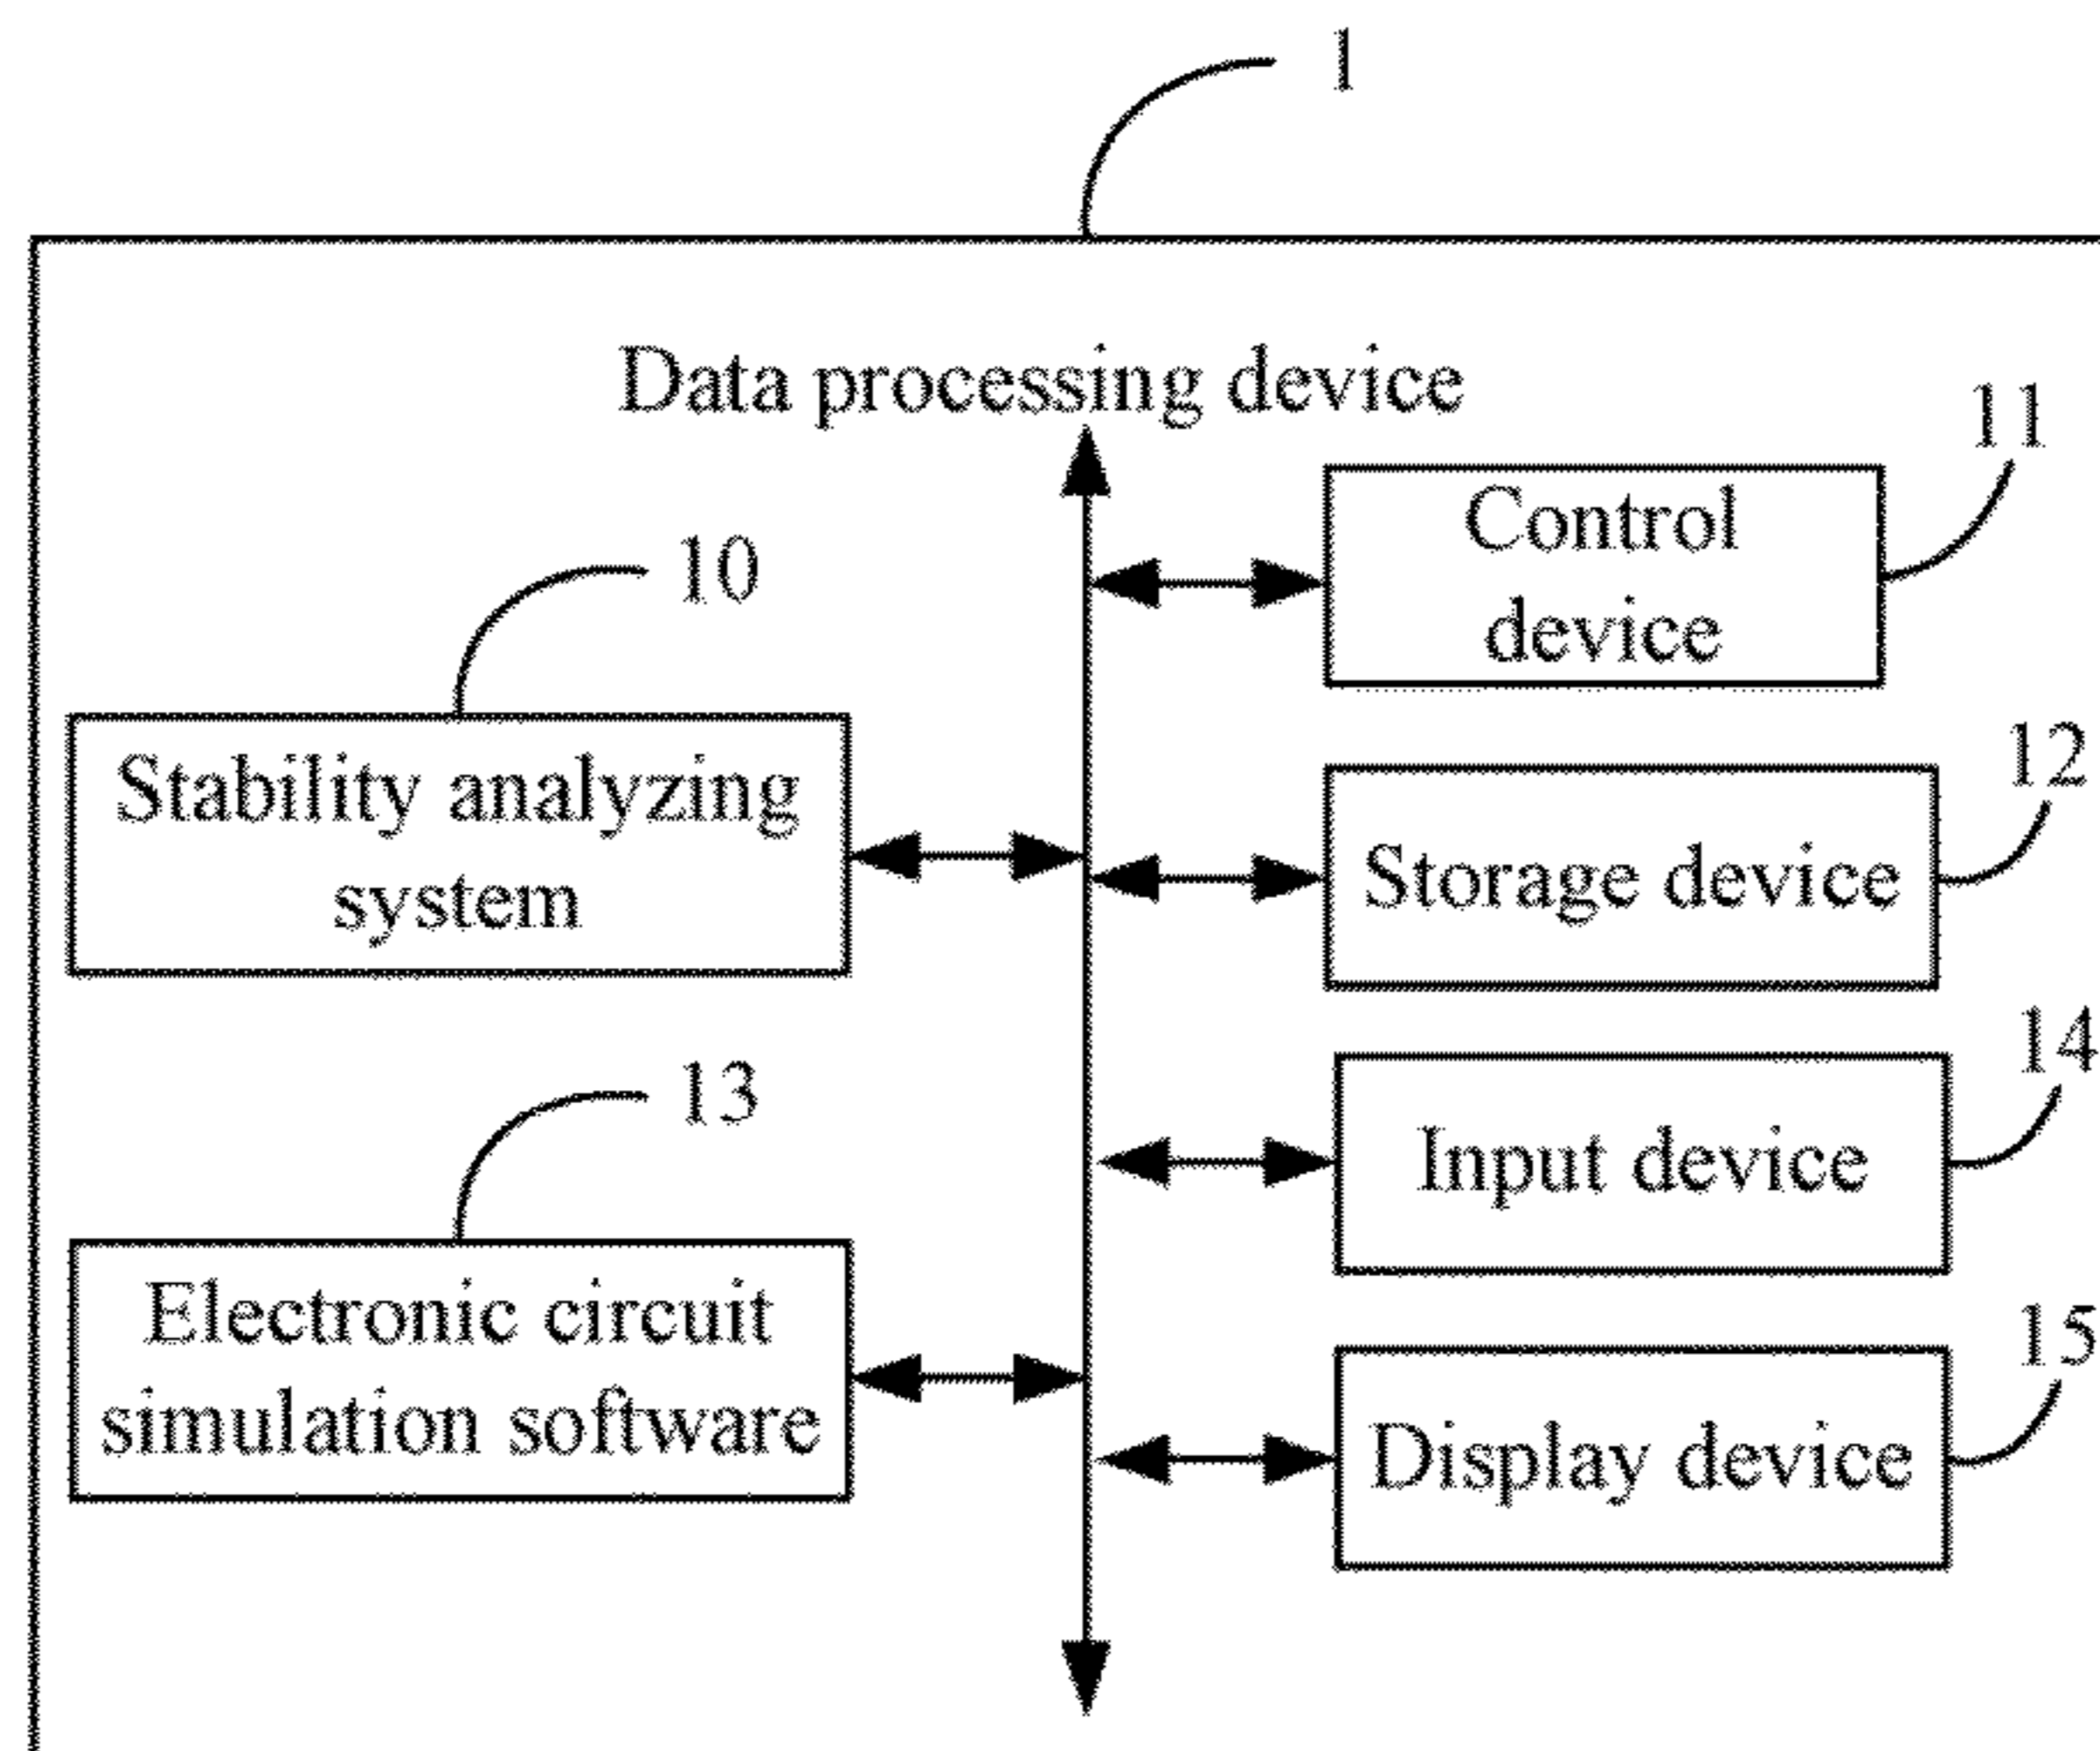 1
Data processing device
11
Control
device
10
Stability analyzing
system
12
Storage device
14
Input device
13
Electronic circuit
simulation software
15
Display device